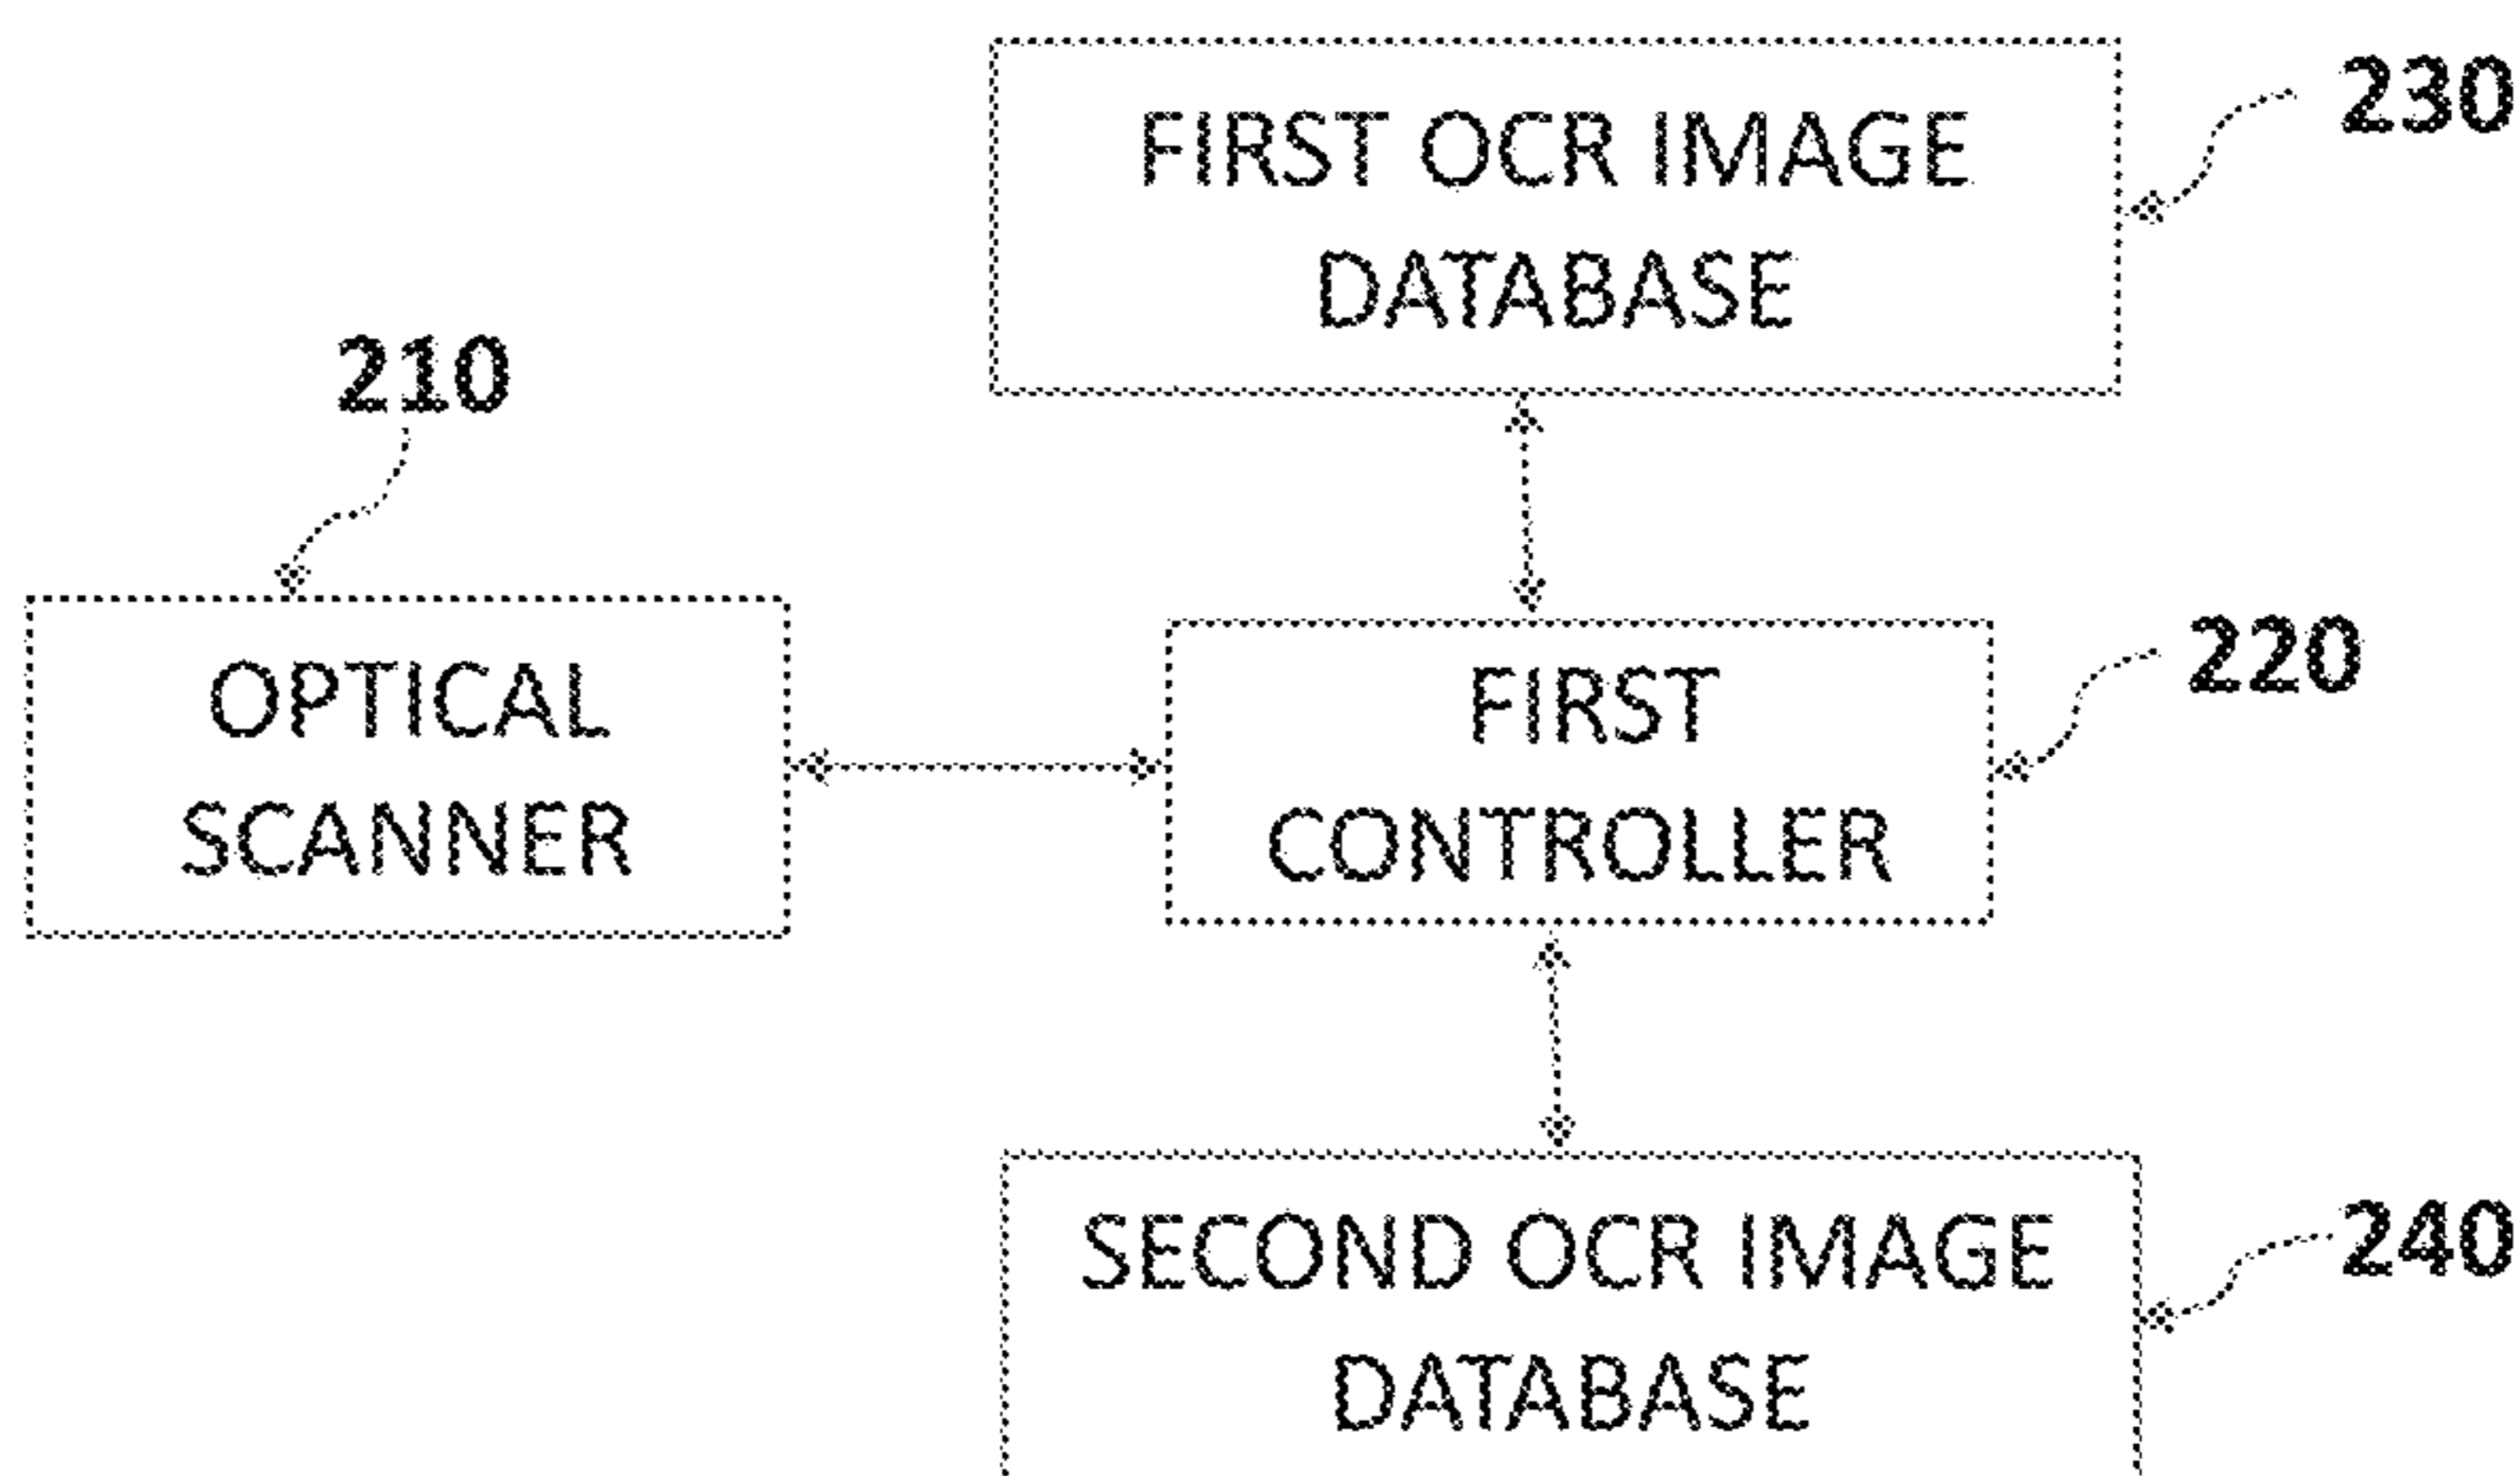 FIRST OCR IMAGE
DATABASE
230
210
OPTICAL
SCANNER
FIRST
CONTROLLER
220
SECOND OCR IMAGE
DATABASE
240